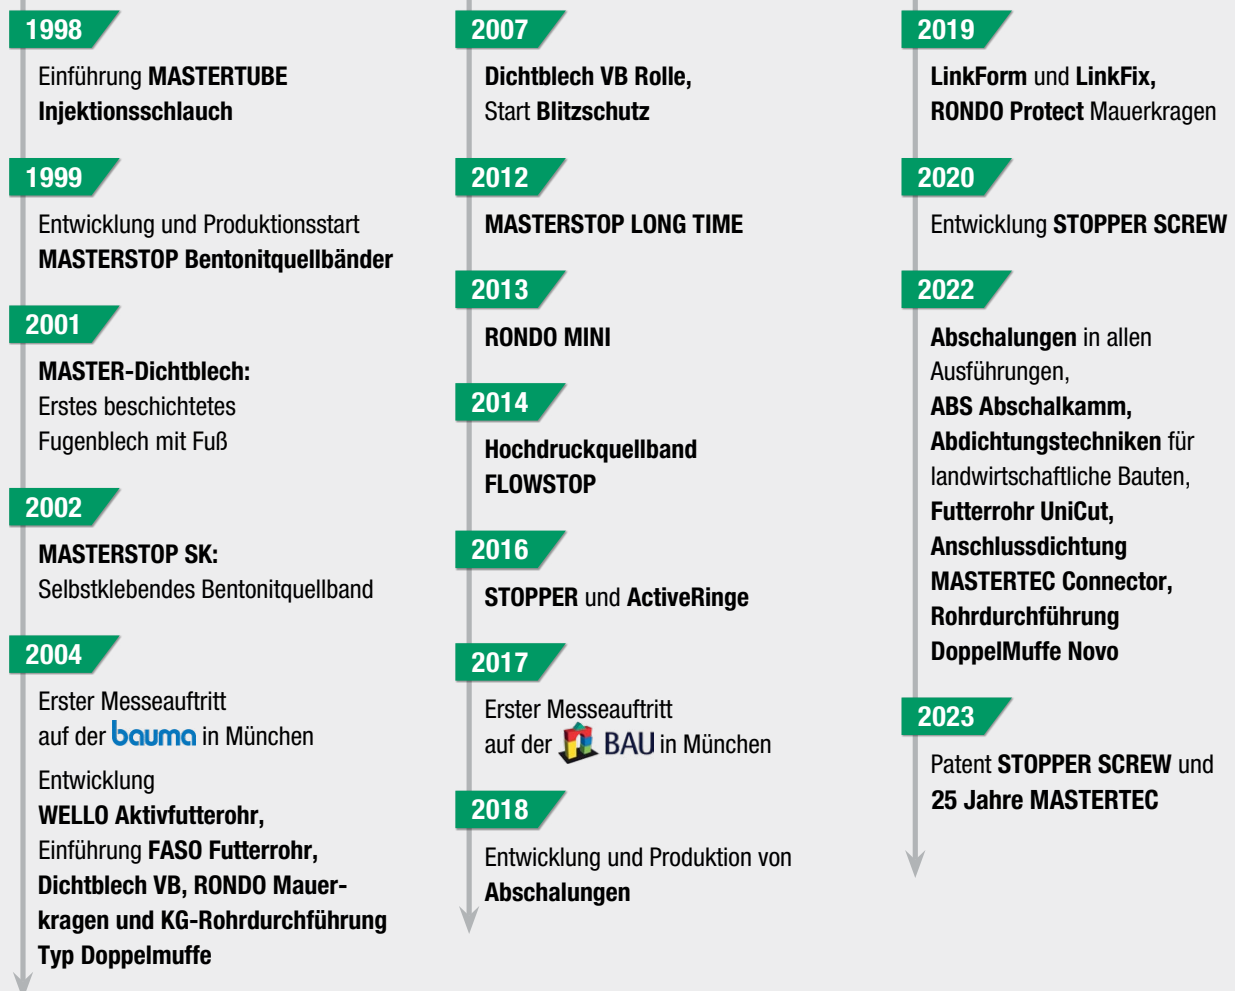 1998
Einführung MASTERTUBE
Injektionsschlauch
1999
Entwicklung und Produktionsstart
MASTERSTOP Bentonitquellbänder
2001
MASTER-Dichtblech:
Erstes beschichtetes
Fugenblech mit Fuß
2002
MASTERSTOP SK:
Selbstklebendes Bentonitquellband
2004
Erster Messeauftritt
auf der bauma in München
Entwicklung
WELLO Aktivfutterohr,
Einführung FASO Futterrohr,
Dichtblech VB, RONDO Mauer-
kragen und KG-Rohrdurchführung
Typ Doppelmuffe
2007
Dichtblech VB Rolle,
Start Blitzschutz
2012
MASTERSTOP LONG TIME
2013
RONDO MINI
2014
Hochdruckquellband
FLOWSTOP
2016
STOPPER und ActiveRinge
2017
Erster Messeauftritt
auf der BAU in München
2018
Entwicklung und Produktion von
Abschalungen
2019
LinkForm und LinkFix,
RONDO Protect Mauerkragen
2020
Entwicklung STOPPER SCREW
2022
Abschalungen in allen
Ausführungen,
ABS Abschalkamm,
Abdichtungstechniken für
landwirtschaftliche Bauten,
Futterrohr UniCut,
Anschlussdichtung
MASTERTEC Connector,
Rohrdurchführung
DoppelMuffe Novo
2023
Patent STOPPER SCREW und
25 Jahre MASTERTEC